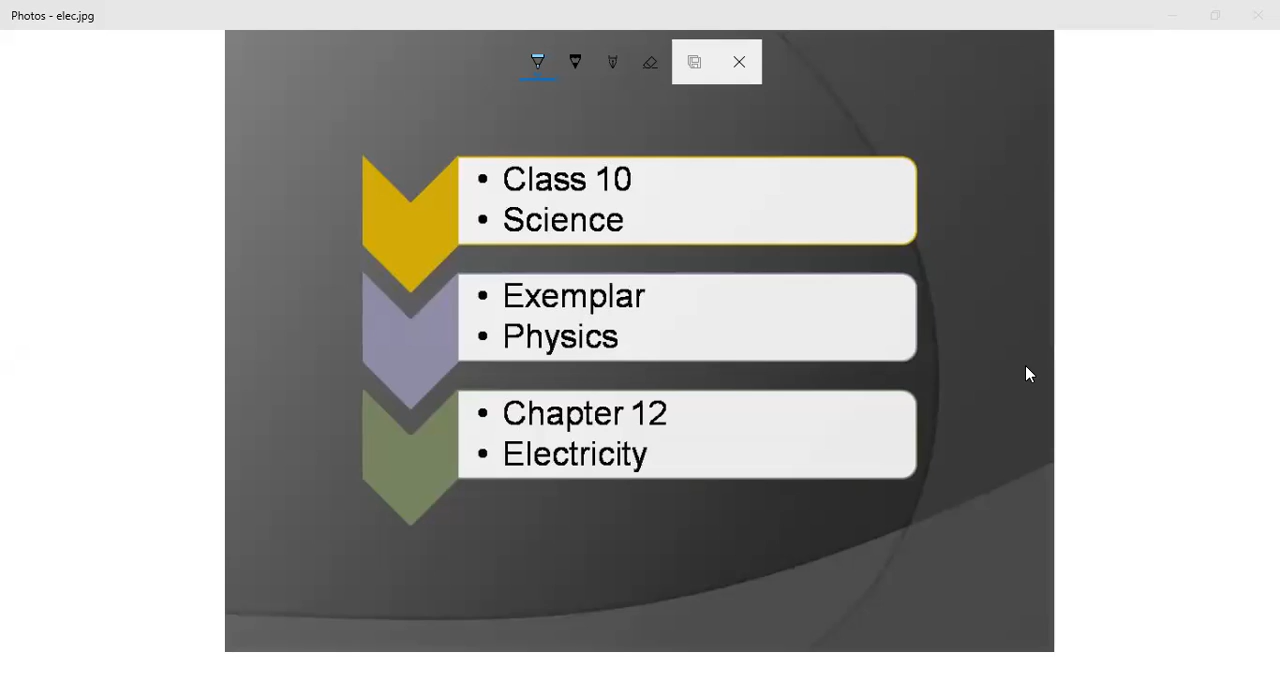 Photos - elec.jpg
• Class 10
• Science
• Exemplar
• Physics
• Chapter 12
• Electricity